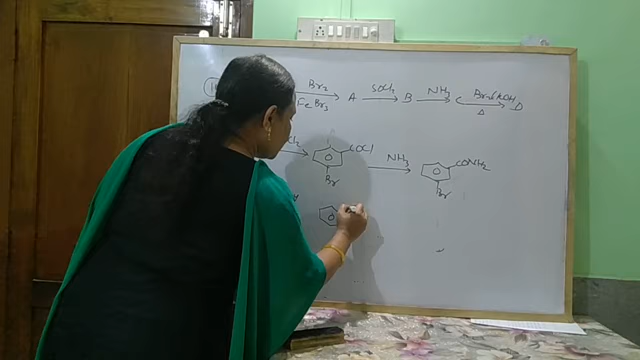 Br₂
FeBr₃ A SOCl₂ B NH₃ C Br₂/KOH Δ D
COCl NH₃ CONH₂
Br Br